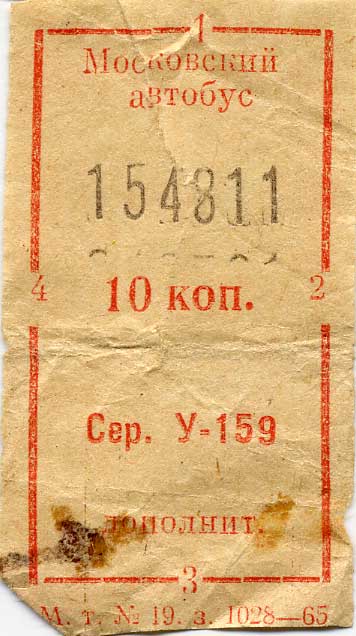 1
Московский
автобус
154811
4 10 коп. 2
Сер. У-159
дополнит.
3
М. т. № 19. з. 1028—65